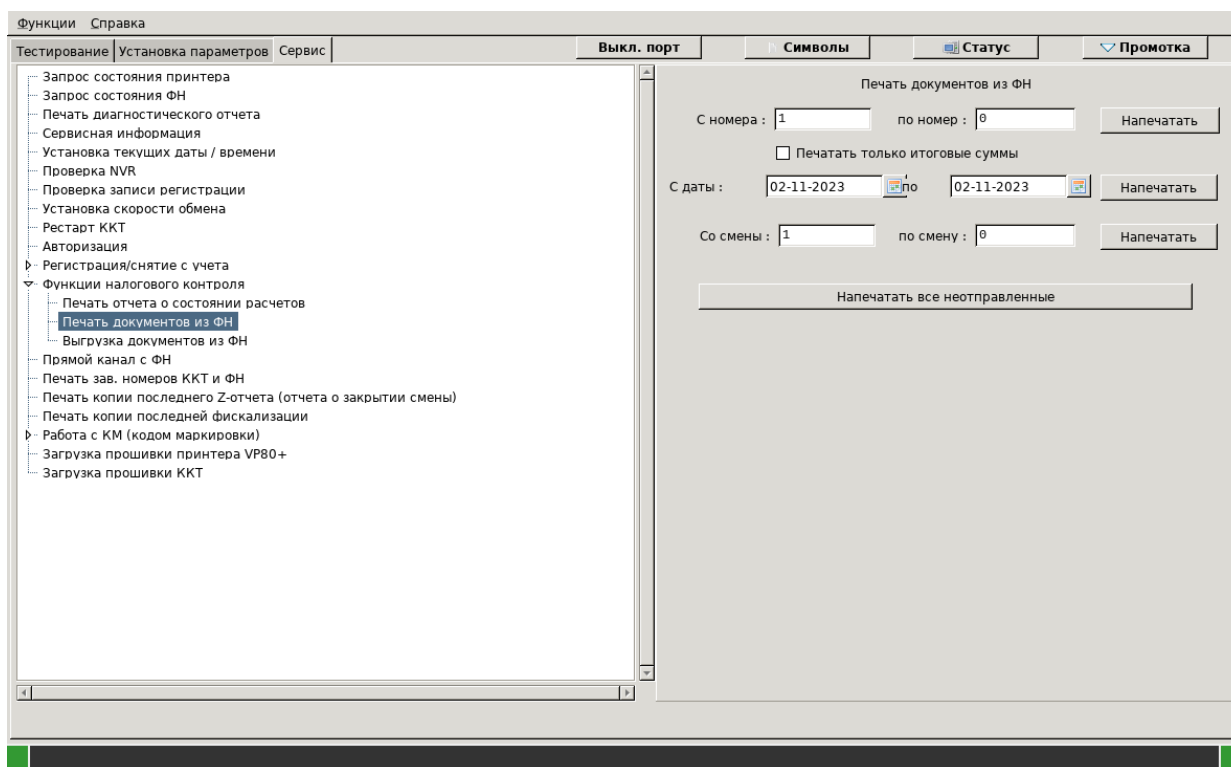 Функции Справка
Тестирование Установка параметров Сервис Выкл. порт Символы Статус Промотка
Запрос состояния принтера
Запрос состояния ФН
Печать диагностического отчета
Сервисная информация
Установка текущих даты / времени
Проверка NVR
Проверка записи регистрации
Установка скорости обмена
Рестарт ККТ
Авторизация
Регистрация/снятие с учета
Функции налогового контроля
Печать отчета о состоянии расчетов
Печать документов из ФН
Выгрузка документов из ФН
Прямой канал с ФН
Печать зав. номеров ККТ и ФН
Печать копии последнего Z-отчета (отчета о закрытии смены)
Печать копии последней фискализации
Работа с КМ (кодом маркировки)
Загрузка прошивки принтера VP80+
Загрузка прошивки ККТ
Печать документов из ФН
С номера : 1 по номер : 0 Напечатать
Печатать только итоговые суммы
С даты : 02-11-2023 по 02-11-2023 Напечатать
Со смены : 1 по смену : 0 Напечатать
Напечатать все неотправленные